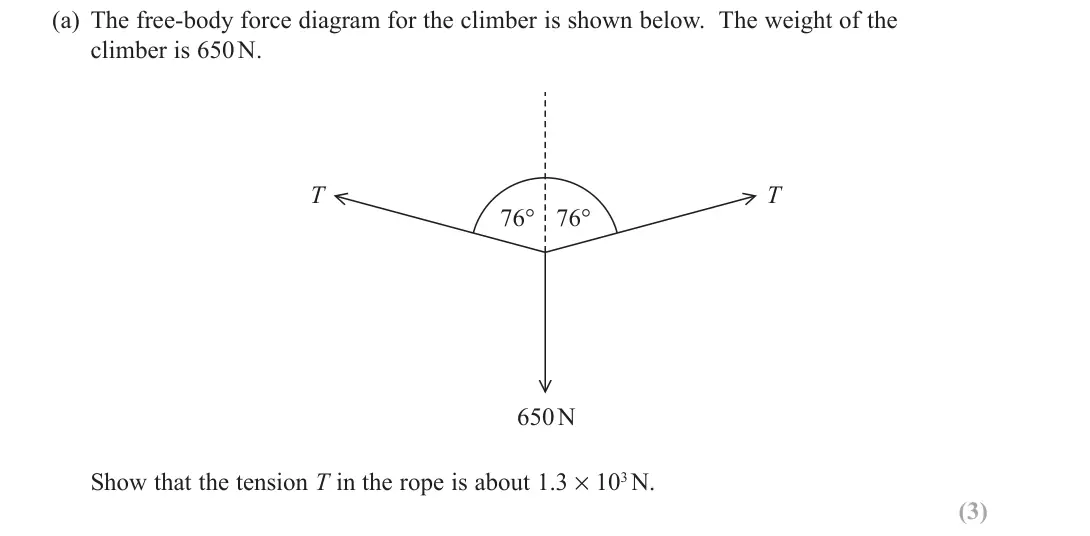 (a) The free-body force diagram for the climber is shown below. The weight of the
climber is 650 N.
T
T
76° 76°
650 N
Show that the tension T in the rope is about 1.3 × 10³ N.
(3)